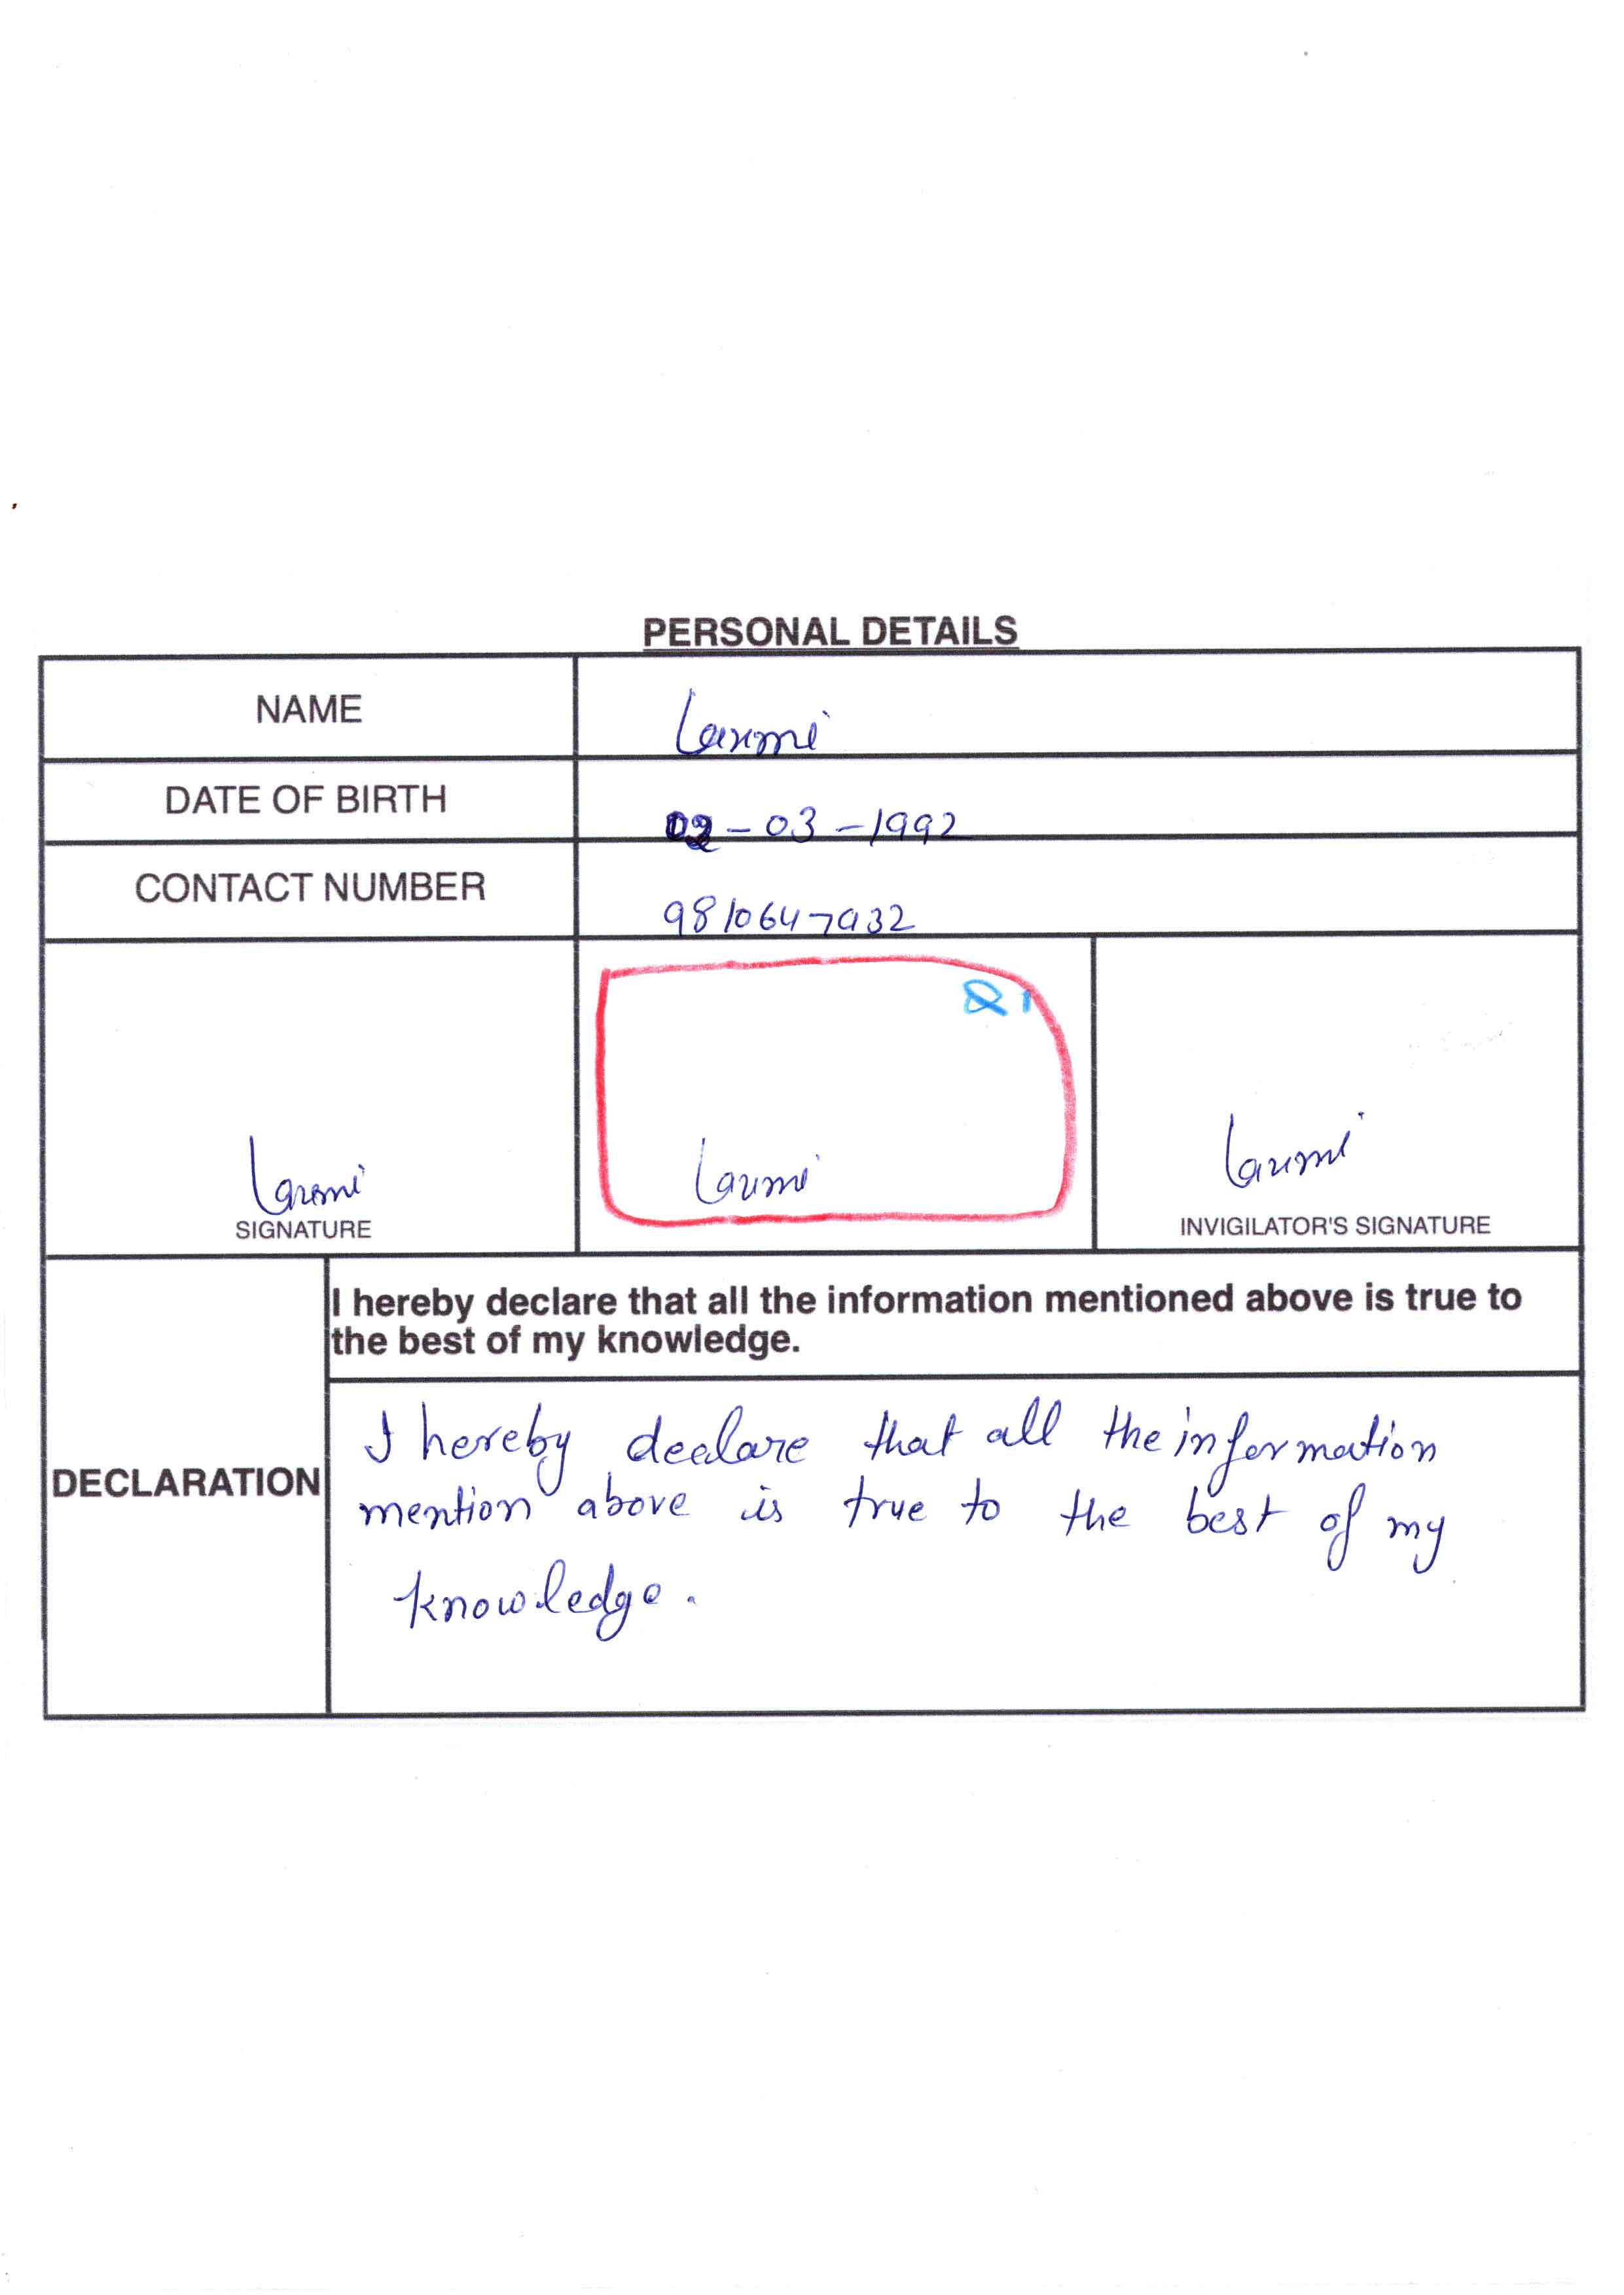 PERSONAL DETAILS
NAME Laxmi
DATE OF BIRTH 02-03-1992
CONTACT NUMBER 9810647932
Laxmi Laxmi Laxmi
SIGNATURE INVIGILATOR'S SIGNATURE
I hereby declare that all the information mentioned above is true to
the best of my knowledge.
DECLARATION
I hereby declare that all the information
mention above is true to the best of my
knowledge.